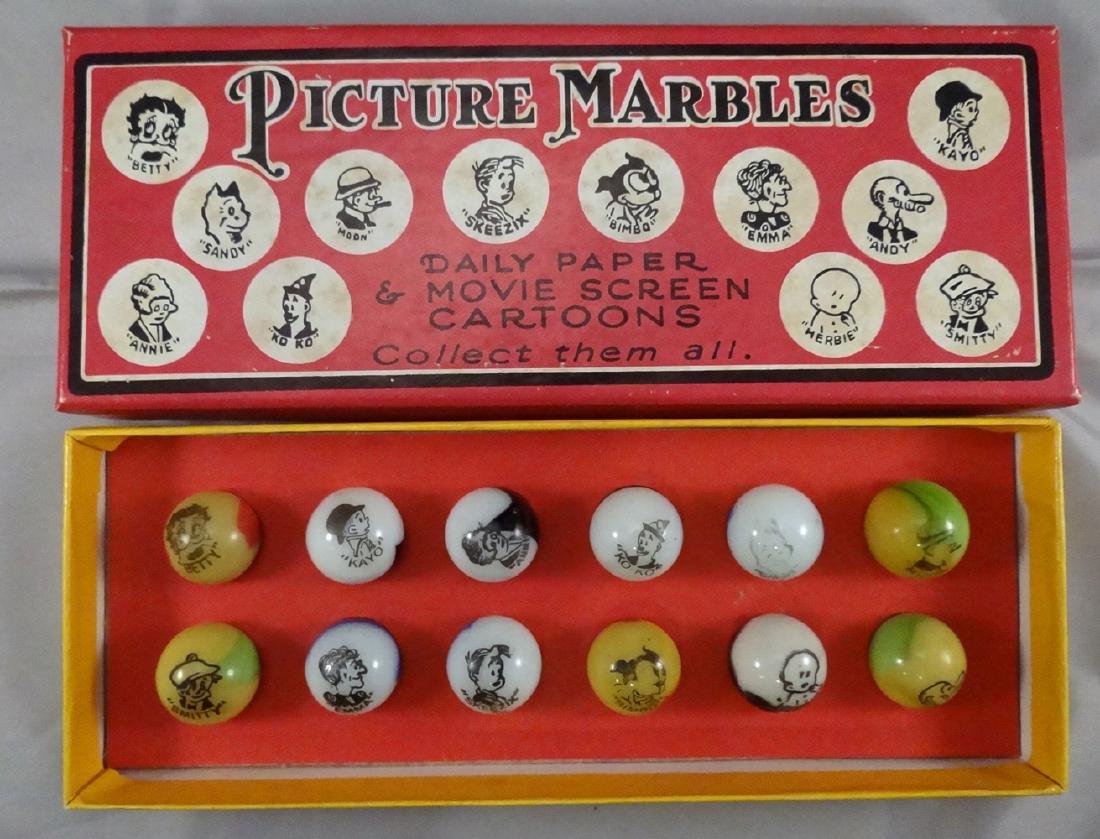 PICTURE MARBLES
"BETTY"
"SANDY"
"MOON"
"SKEEZIX"
"BIMBO"
"EMMA"
"ANDY"
"KAYO"
"ANNIE"
"KO KO"
DAILY PAPER
& MOVIE SCREEN
CARTOONS
Collect them all.
"HERBIE"
"SMITTY"
BETTY
"KAYO"
KO KO
SMITTY
EMMA
SKEEZIX